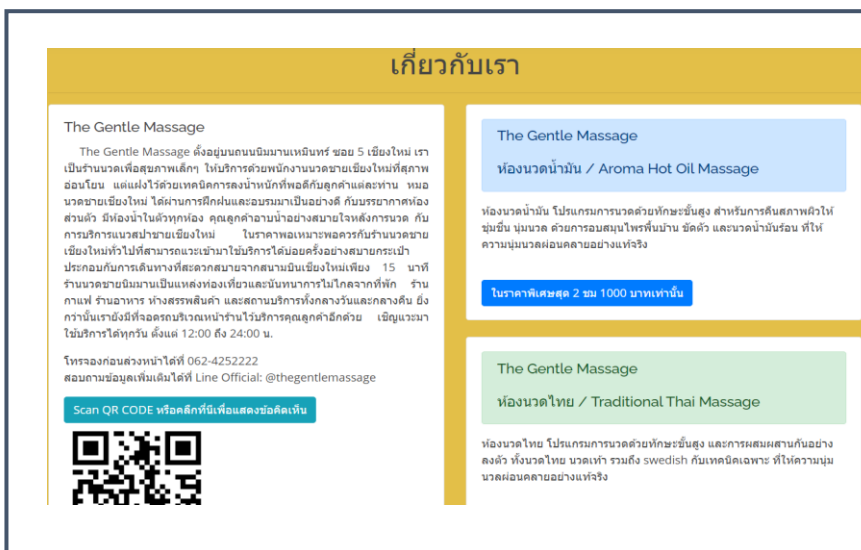 เกี่ยวกับเรา
The Gentle Massage
The Gentle Massage ตั้งอยู่บนถนนนิมมานเหมินทร์ ซอย 5 เชียงใหม่ เรา
เป็นร้านนวดเพื่อสุขภาพเล็กๆ ให้บริการด้วยพนักงานนวดชายเชียงใหม่ที่สุภาพ
อ่อนโยน แต่แฝงไว้ด้วยเทคนิคการลงน้ำหนักที่พอดีกับลูกค้าแต่ละท่าน หมอ
นวดชายเชียงใหม่ ได้ผ่านการฝึกฝนและอบรมมาเป็นอย่างดี กับบรรยากาศห้อง
ส่วนตัว มีห้องน้ำในตัวทุกห้อง คุณลูกค้าอาบน้ำอย่างสบายใจหลังการนวด กับ
การบริการแนวสปาชายเชียงใหม่ ในราคาพอเหมาะพอควรกับร้านนวดชาย
เชียงใหม่ทั่วไปที่สามารถแวะเข้ามาใช้บริการได้บ่อยครั้งอย่างสบายกระเป๋า
ประกอบกับการเดินทางที่สะดวกสบายจากสนามบินเชียงใหม่เพียง 15 นาที
ร้านนวดชายนิมมานเป็นแหล่งท่องเที่ยวและนันทนาการไม่ไกลจากที่พัก ร้าน
กาแฟ ร้านอาหาร ห้างสรรพสินค้า และสถานบริการทั้งกลางวันและกลางคืน ยิ่ง
กว่านั้นเรายังมีที่จอดรถบริเวณหน้าร้านไว้บริการคุณลูกค้าอีกด้วย เชิญแวะมา
ใช้บริการได้ทุกวัน ตั้งแต่ 12:00 ถึง 24:00 น.
โทรจองก่อนล่วงหน้าได้ที่ 062-4252222
สอบถามข้อมูลเพิ่มเติมได้ที่ Line Official: @thegentlemassage
Scan QR CODE หรือคลิกที่นี่เพื่อแสดงข้อคิดเห็น
The Gentle Massage
ห้องนวดน้ำมัน / Aroma Hot Oil Massage
ห้องนวดน้ำมัน โปรแกรมการนวดด้วยทักษะขั้นสูง สำหรับการคืนสภาพผิวให้
ชุ่มชื่น นุ่มนวล ด้วยการอบสมุนไพรพื้นบ้าน ขัดตัว และนวดน้ำมันร้อน ที่ให้
ความนุ่มนวลผ่อนคลายอย่างแท้จริง
ในราคาพิเศษสุด 2 ชม 1000 บาทเท่านั้น
The Gentle Massage
ห้องนวดไทย / Traditional Thai Massage
ห้องนวดไทย โปรแกรมการนวดด้วยทักษะขั้นสูง และการผสมผสานกันอย่าง
ลงตัว ทั้งนวดไทย นวดเท้า รวมถึง swedish กับเทคนิคเฉพาะ ที่ให้ความนุ่ม
นวลผ่อนคลายอย่างแท้จริง